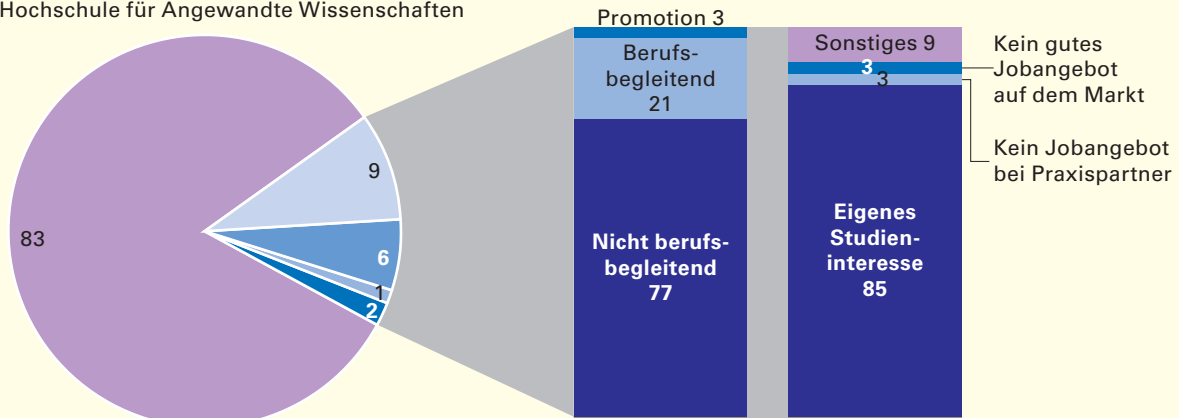 Hochschule für Angewandte Wissenschaften
83
9
6
1
2
Promotion 3
Berufs-
begleitend
21
Nicht berufs-
begleitend
77
Sonstiges 9
3
3
Eigenes
Studien-
interesse
85
Kein gutes
Jobangebot
auf dem Markt
Kein Jobangebot
bei Praxispartner